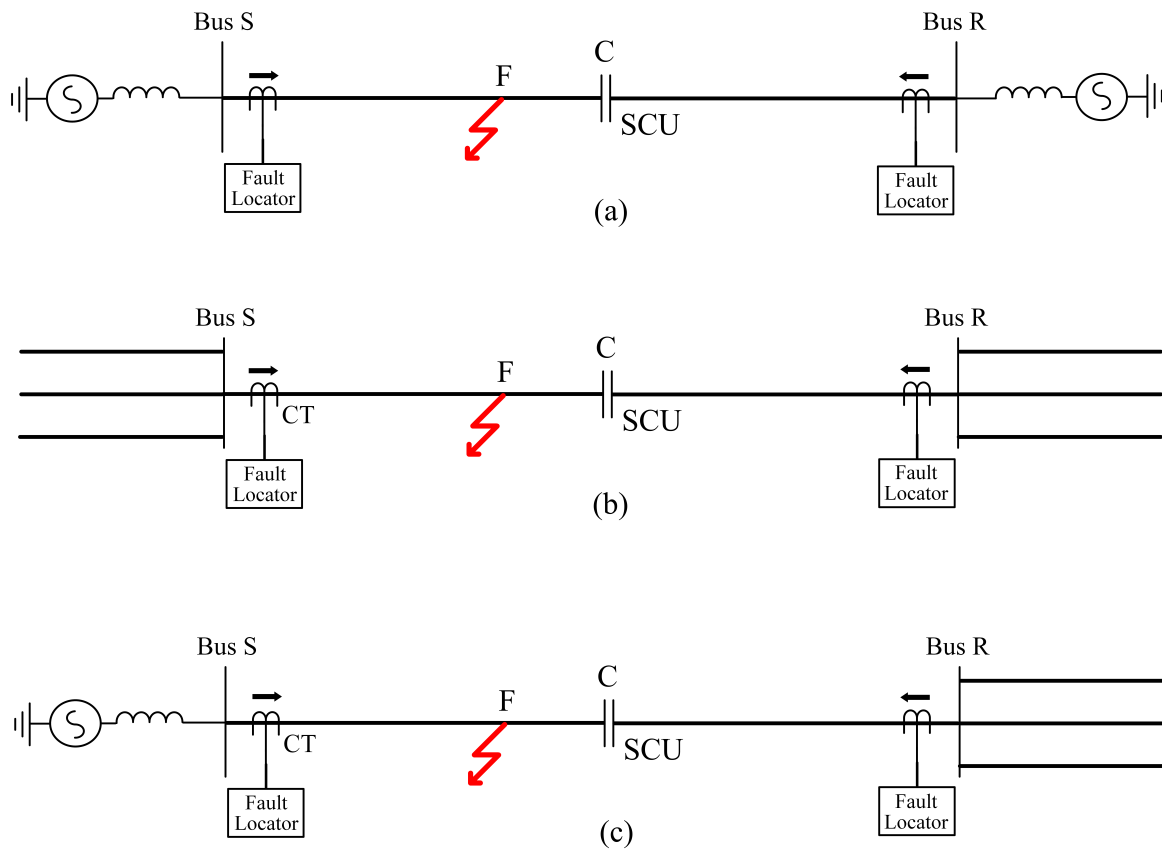 Bus S
Bus R
C
F
SCU
Fault
Locator
Fault
Locator
(a)
Bus S
Bus R
C
F
CT
SCU
Fault
Locator
Fault
Locator
(b)
Bus S
Bus R
C
F
CT
SCU
Fault
Locator
Fault
Locator
(c)